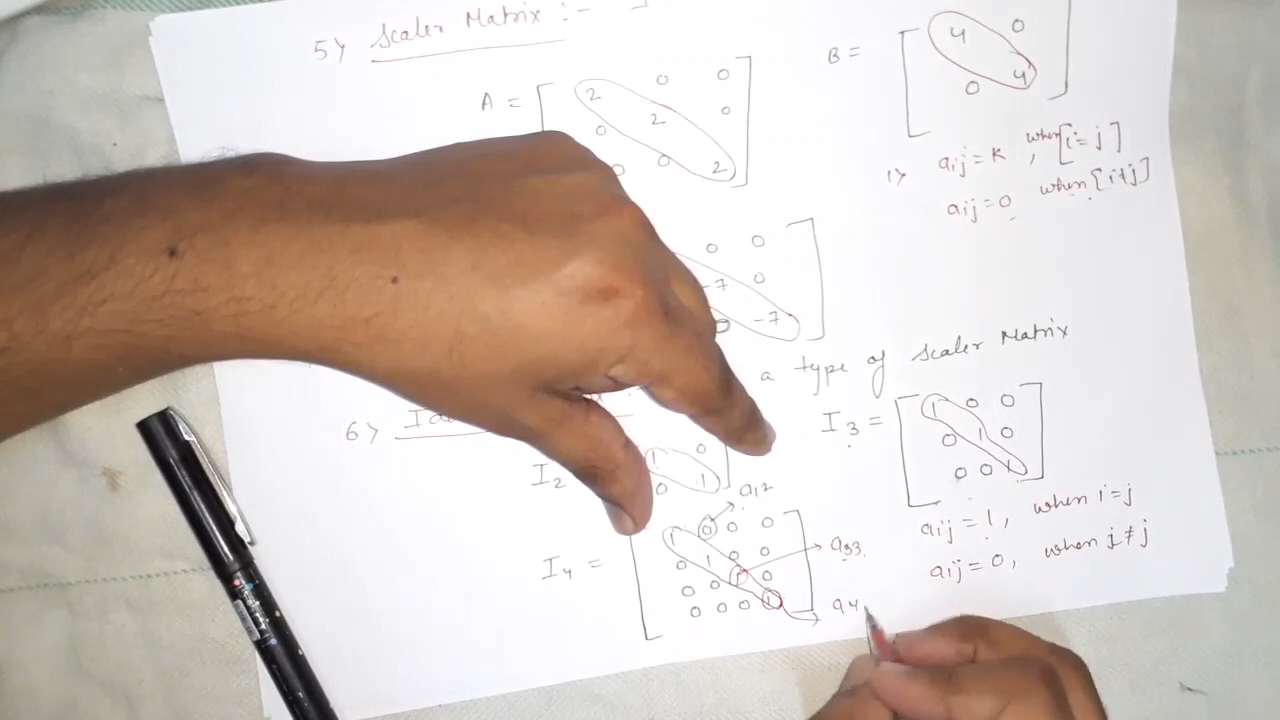 5) Scaler Matrix :-
A = [ 2 0 0
0 2 0
0 0 2 ]
B = [ 4 0
0 4 ]
1) aij = K , when [i = j]
aij = 0 when [i ≠ j]
0 0
-7 0
0 -7 ]
a type of Scaler Matrix
6)
I2 [ 1 0
0 1 ]
I3 = [ 1 0 0
0 1 0
0 0 1 ]
a12
I4 = [ 1 0 0 0
0 1 0 0
0 0 1 0
0 0 0 1 ]
a33
a4
aij = 1, when i = j
aij = 0, when j ≠ j